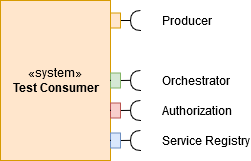 Producer
«system»
Test Consumer
Orchestrator
Authorization
Service Registry